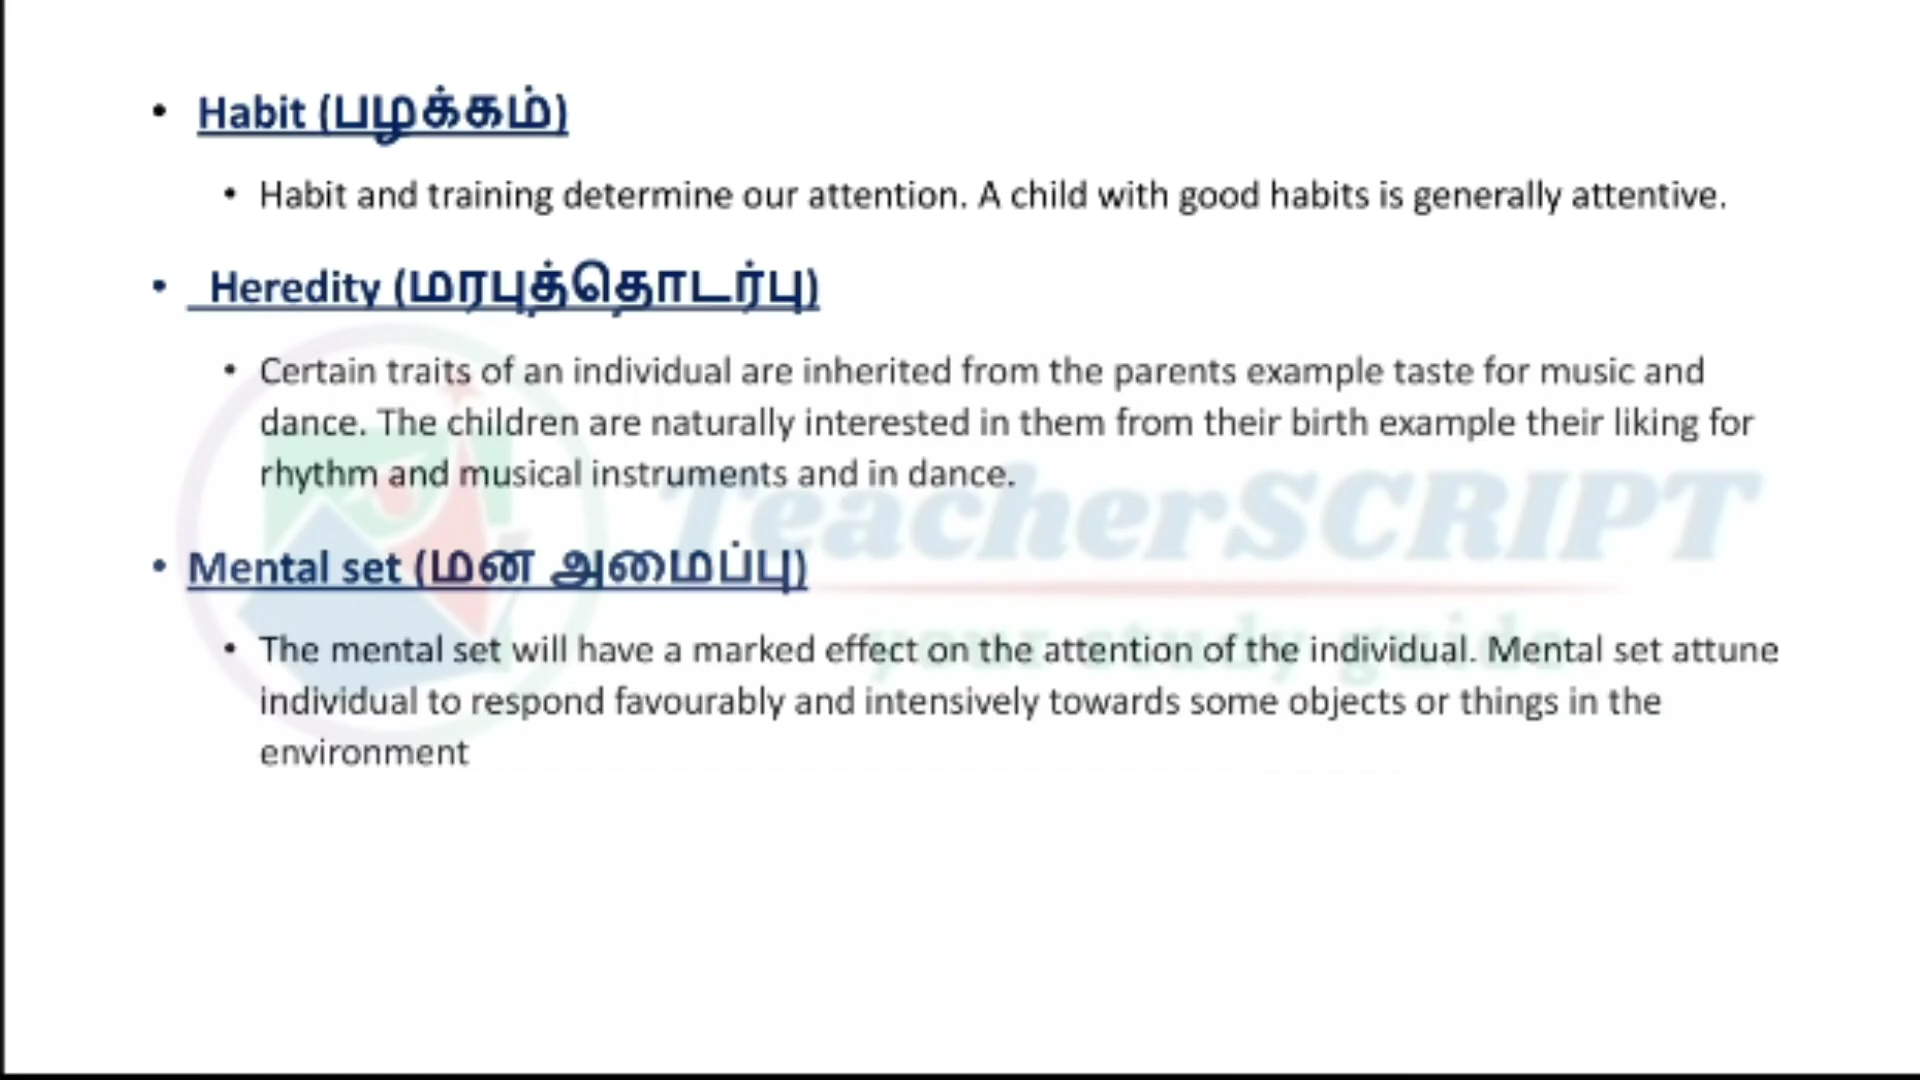 • Habit (பழக்கம்)
• Habit and training determine our attention. A child with good habits is generally attentive.
• Heredity (மரபுத்தொடர்பு)
• Certain traits of an individual are inherited from the parents example taste for music and
dance. The children are naturally interested in them from their birth example their liking for
rhythm and musical instruments and in dance.
TeacherSCRIPT
• Mental set (மன அமைப்பு)
your study guide
• The mental set will have a marked effect on the attention of the individual. Mental set attune
individual to respond favourably and intensively towards some objects or things in the
environment